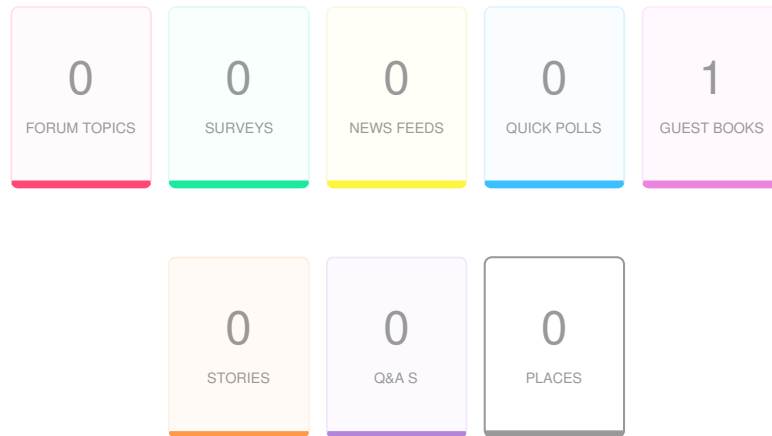 0 0 0 0 1
FORUM TOPICS SURVEYS NEWS FEEDS QUICK POLLS GUEST BOOKS
0 0 0
STORIES Q&A S PLACES